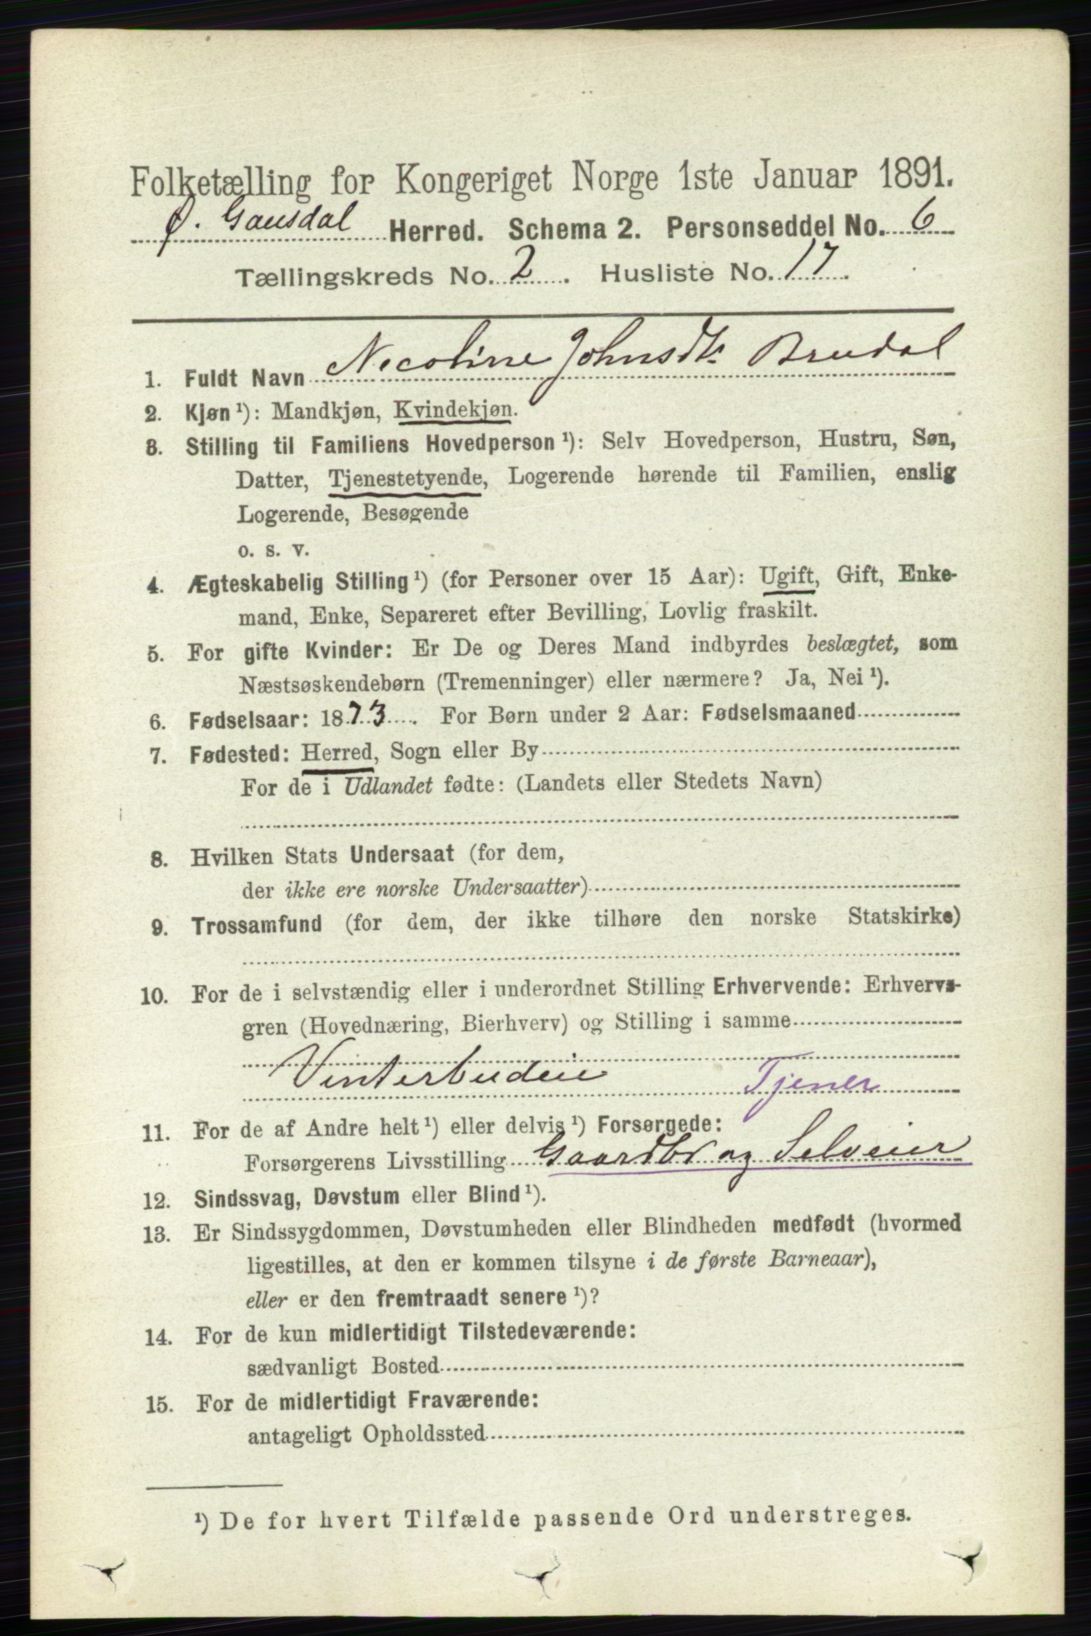 Folketælling for Kongeriget Norge 1ste Januar 1891.
Ø. Gausdal Herred. Schema 2. Personseddel No. 6
Tællingskreds No. 2. Husliste No. 17.
1. Fuldt Navn Nicoline Johnsdtr Brudal
2. Kjøn ¹): Mandkjøn, Kvindekjøn.
3. Stilling til Familiens Hovedperson ¹): Selv Hovedperson, Hustru, Søn,
Datter, Tjenestetyende, Logerende hørende til Familien, enslig
Logerende, Besøgende
o. s. v.
4. Ægteskabelig Stilling ¹) (for Personer over 15 Aar): Ugift, Gift, Enke-
mand, Enke, Separeret efter Bevilling, Lovlig fraskilt.
5. For gifte Kvinder: Er De og Deres Mand indbyrdes beslægtet, som
Næstsøskendebørn (Tremenninger) eller nærmere? Ja, Nei ¹).
6. Fødselsaar: 1873. For Børn under 2 Aar: Fødselsmaaned
7. Fødested: Herred, Sogn eller By
For de i Udlandet fødte: (Landets eller Stedets Navn)
8. Hvilken Stats Undersaat (for dem,
der ikke ere norske Undersaatter)
9. Trossamfund (for dem, der ikke tilhøre den norske Statskirke)
10. For de i selvstændig eller i underordnet Stilling Erhvervende: Erhvervs-
gren (Hovednæring, Bierhverv) og Stilling i samme
Vinterbudeie Tjener
11. For de af Andre helt ¹) eller delvis ¹) Forsørgede:
Forsørgerens Livsstilling Gaardbr og Selveier
12. Sindssvag, Døvstum eller Blind ¹).
13. Er Sindssygdommen, Døvstumheden eller Blindheden medfødt (hvormed
ligestilles, at den er kommen tilsyne i de første Barneaar),
eller er den fremtraadt senere ¹)?
14. For de kun midlertidigt Tilstedeværende:
sædvanligt Bosted
15. For de midlertidigt Fraværende:
antageligt Opholdssted
¹) De for hvert Tilfælde passende Ord understreges.